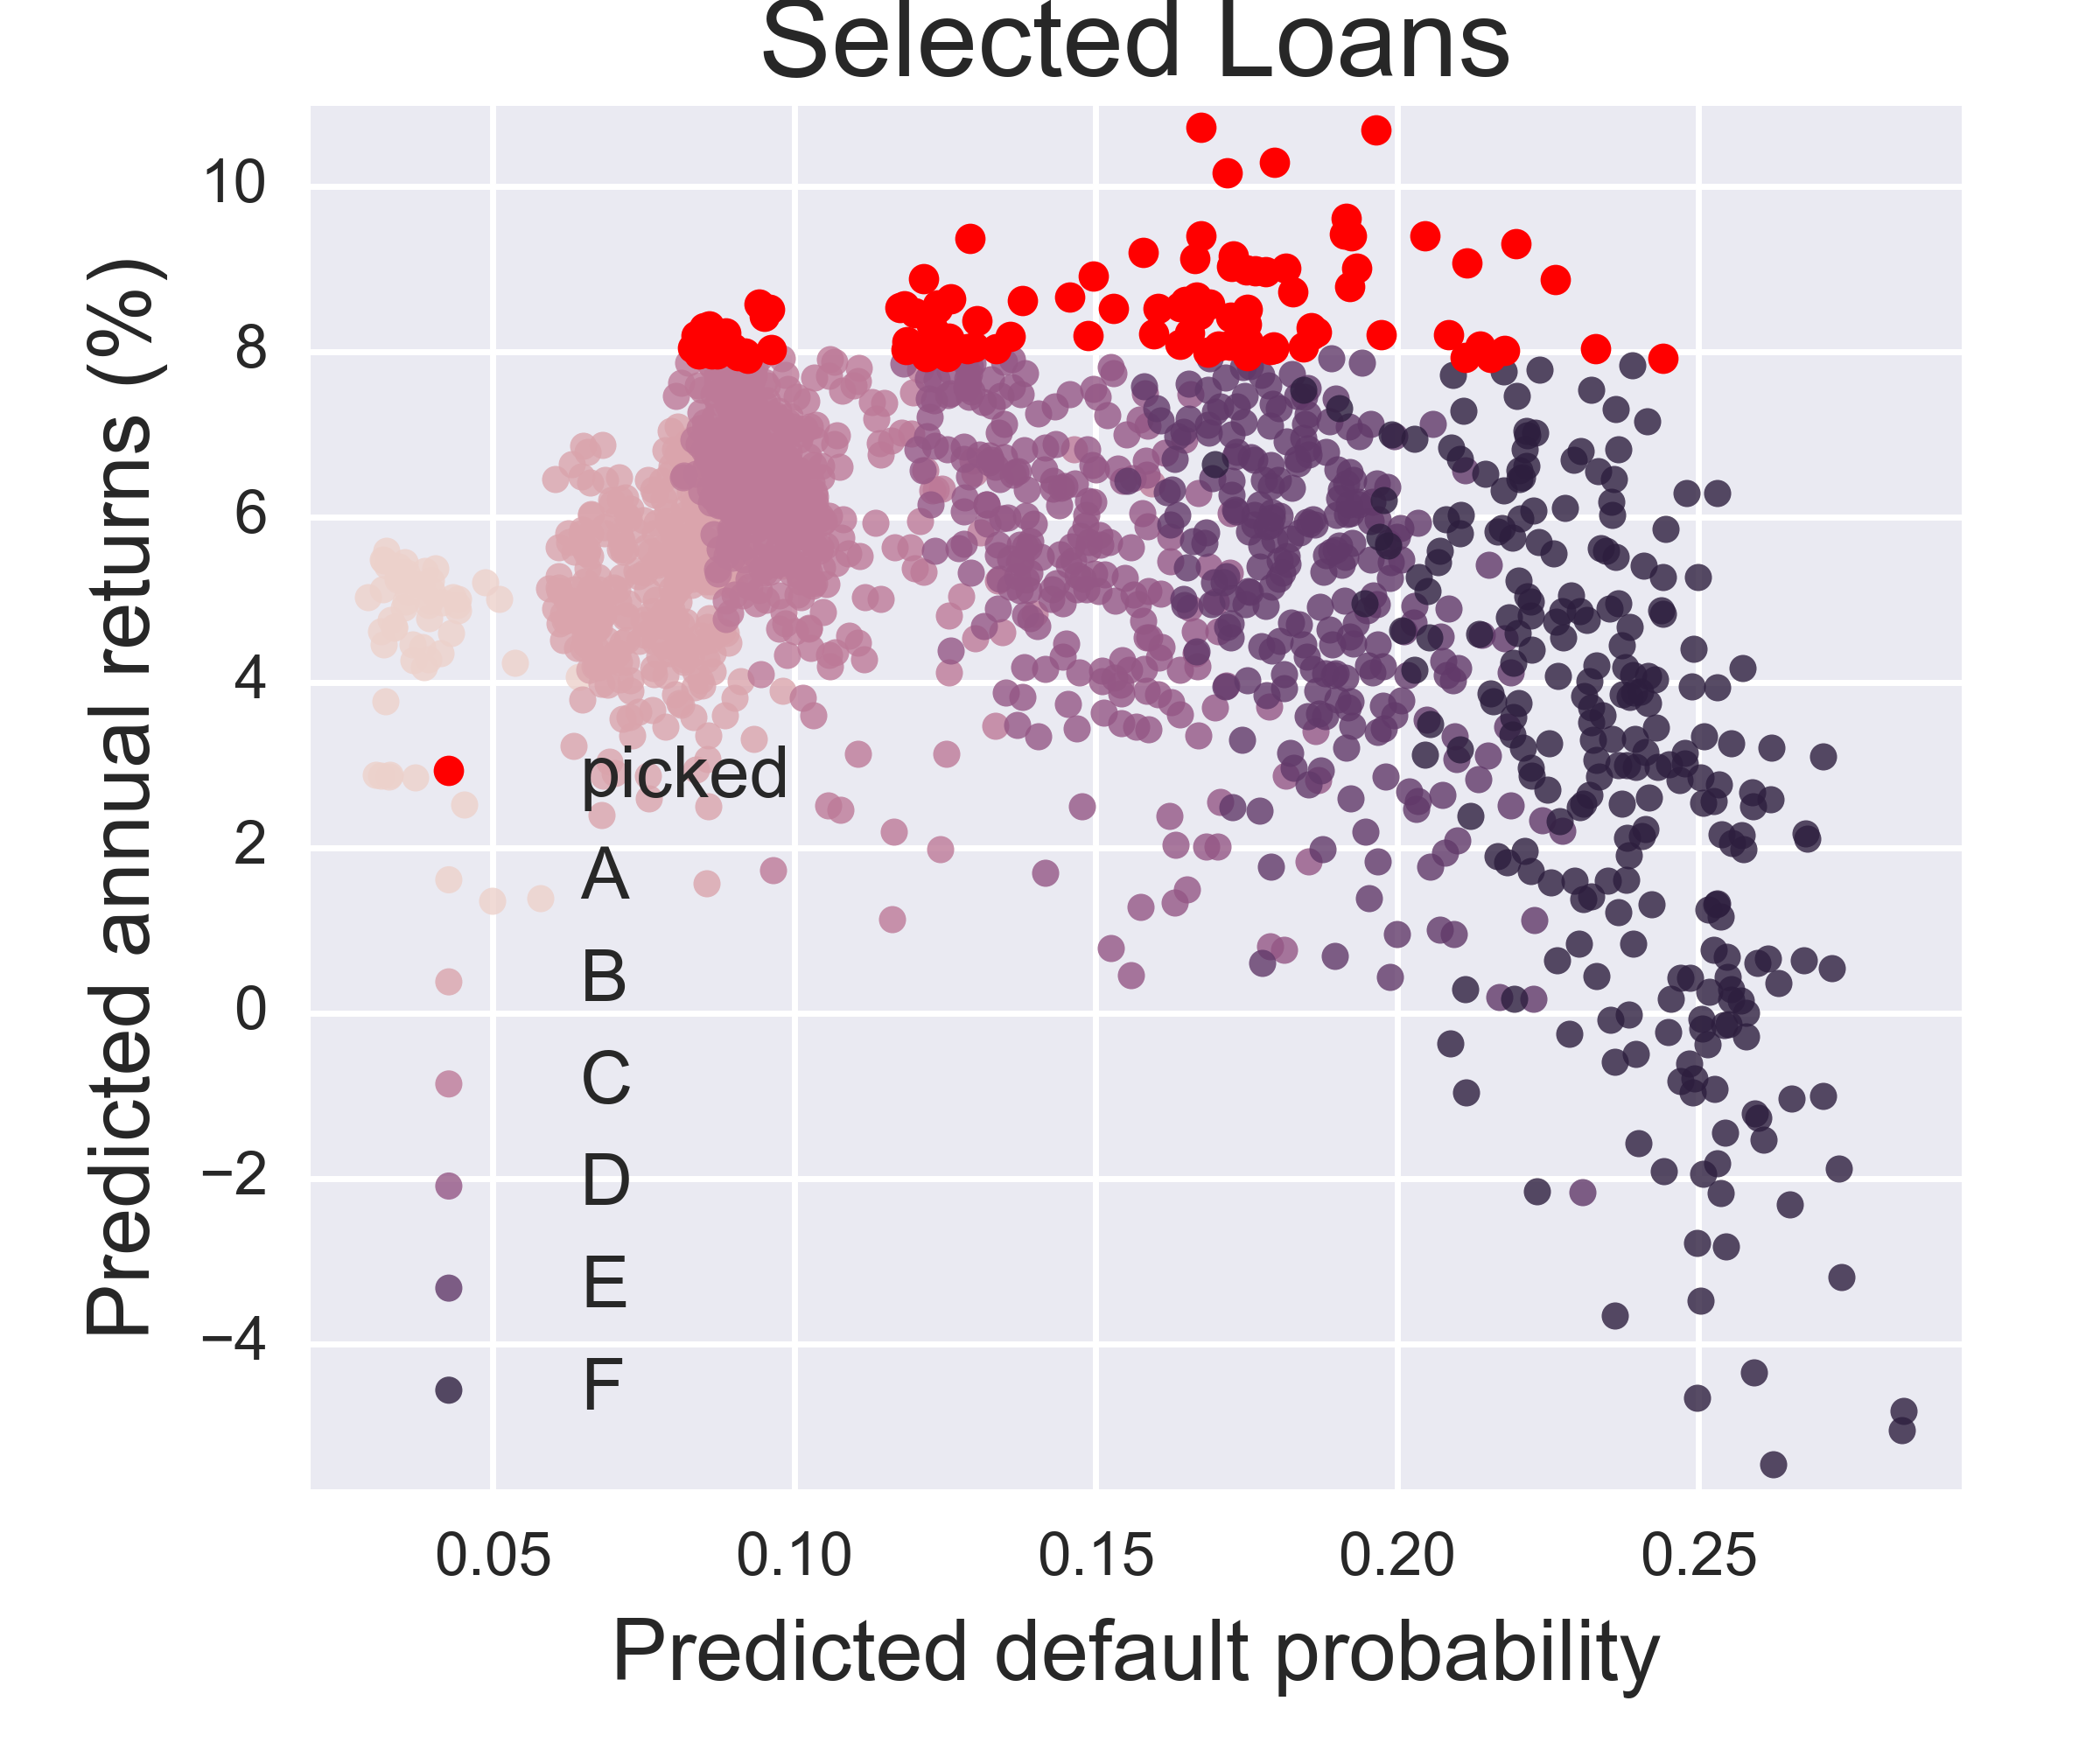 Selected Loans
Predicted annual returns (%)
10
8
6
4
2
0
−2
−4
picked
A
B
C
D
E
F
0.05 0.10 0.15 0.20 0.25
Predicted default probability